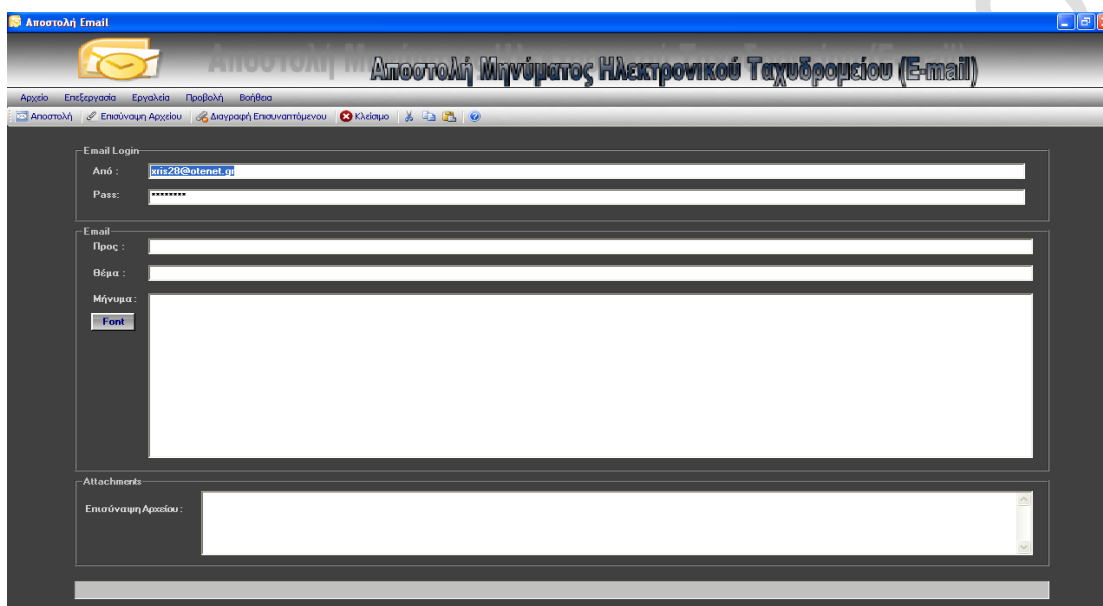 Αποστολή Email
Αποστολή Μηνύματος Ηλεκτρονικού Ταχυδρομείου (E-mail)
Αρχείο Επεξεργασία Εργαλεία Προβολή Βοήθεια
Αποστολή Επισύναψη Αρχείου Διαγραφή Επισυναπτόμενου Κλείσιμο
Email Login
Από :
xris28@otenet.gr
Pass:
********
Email
Προς :
Θέμα :
Μήνυμα :
Font
Attachments
Επισύναψη Αρχείου :